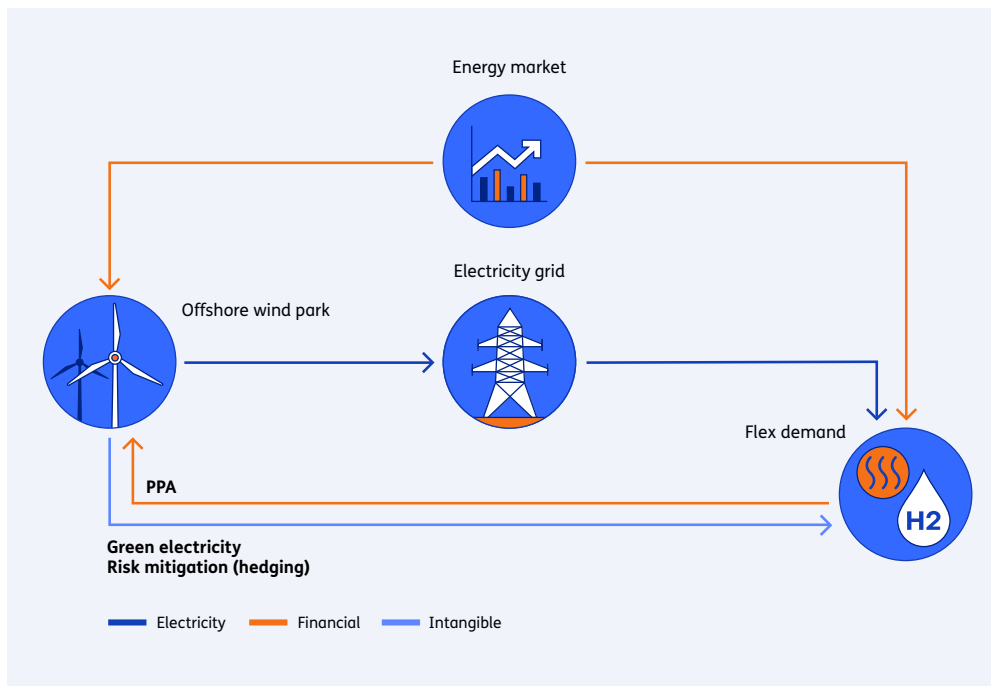 Energy market
Electricity grid
Offshore wind park
Flex demand
H2
PPA
Green electricity
Risk mitigation (hedging)
Electricity
Financial
Intangible